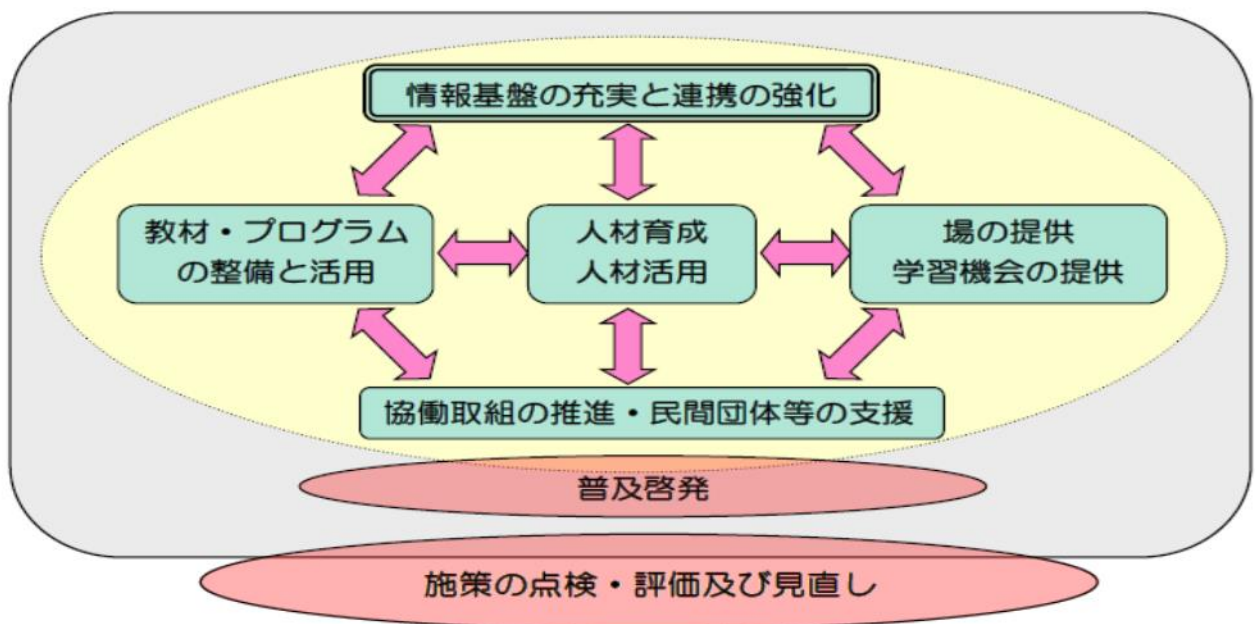 情報基盤の充実と連携の強化
教材・プログラム
の整備と活用
人材育成
人材活用
場の提供
学習機会の提供
協働取組の推進・民間団体等の支援
普及啓発
施策の点検・評価及び見直し